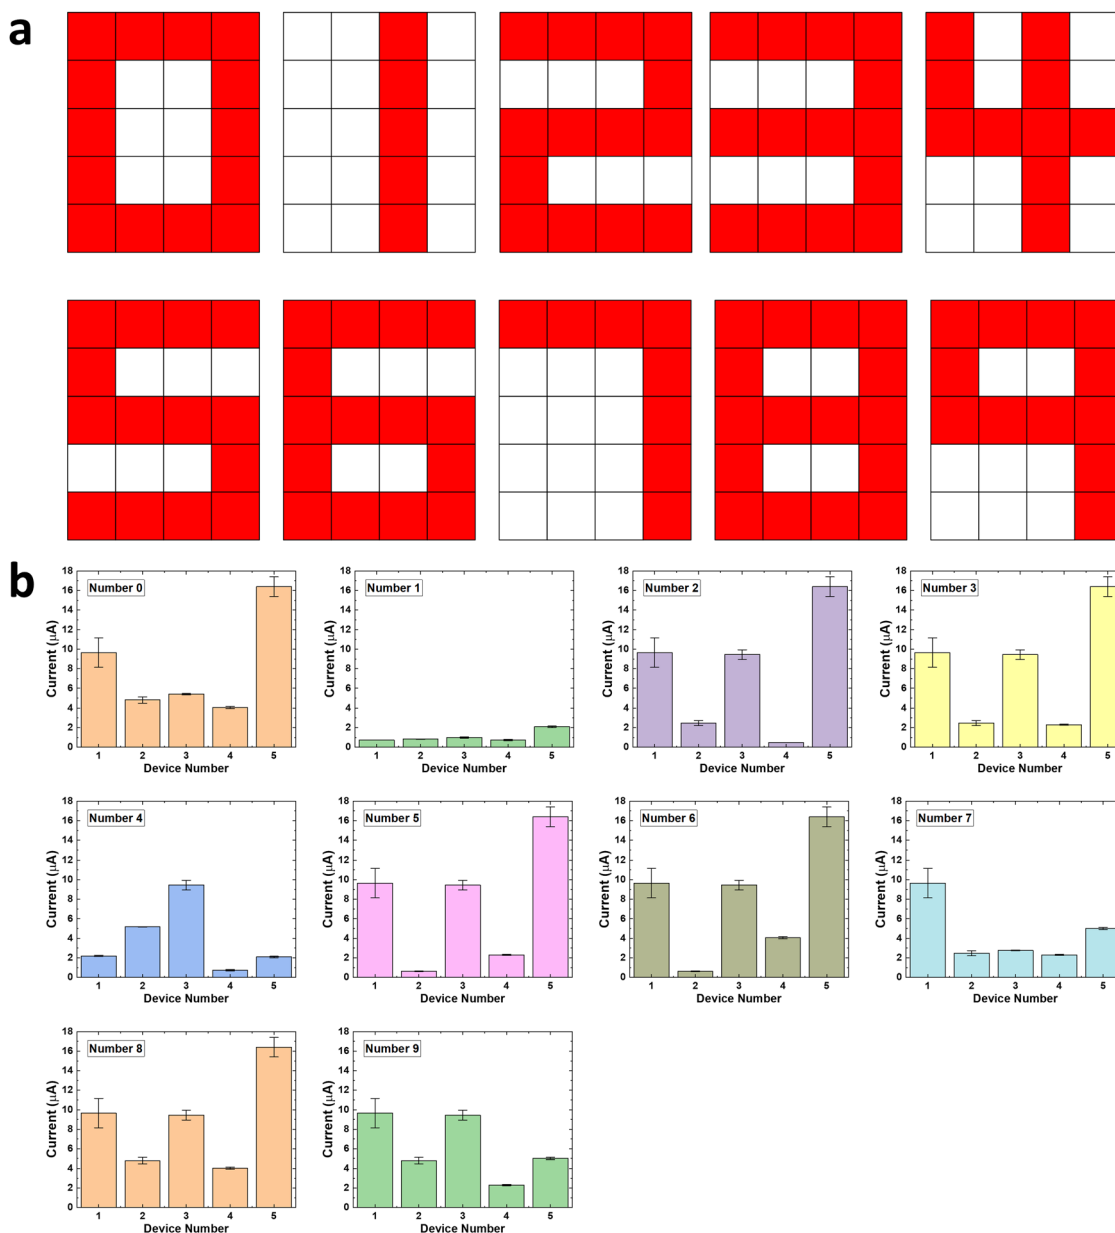 a
b
Number 0
18
16
14
12
10
8
6
4
2
0
Current (µA)
1 2 3 4 5
Device Number
Number 1
18
16
14
12
10
8
6
4
2
0
Current (µA)
1 2 3 4 5
Device Number
Number 2
18
16
14
12
10
8
6
4
2
0
Current (µA)
1 2 3 4 5
Device Number
Number 3
18
16
14
12
10
8
6
4
2
0
Current (µA)
1 2 3 4 5
Device Number
Number 4
18
16
14
12
10
8
6
4
2
0
Current (µA)
1 2 3 4 5
Device Number
Number 5
18
16
14
12
10
8
6
4
2
0
Current (µA)
1 2 3 4 5
Device Number
Number 6
18
16
14
12
10
8
6
4
2
0
Current (µA)
1 2 3 4 5
Device Number
Number 7
18
16
14
12
10
8
6
4
2
0
Current (µA)
1 2 3 4 5
Device Number
Number 8
18
16
14
12
10
8
6
4
2
0
Current (µA)
1 2 3 4 5
Device Number
Number 9
18
16
14
12
10
8
6
4
2
0
Current (µA)
1 2 3 4 5
Device Number